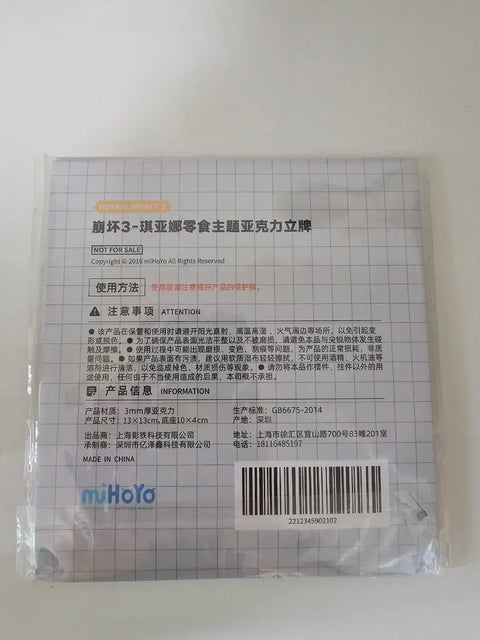 HONKAI IMPACT 3
崩坏3-琪亚娜零食主题亚克力立牌
NOT FOR SALE
Copyright © 2018 miHoYo All Rights Reserved
使用方法 使用前请注意揭开产品的保护膜。
注意事项 ATTENTION
● 该产品在保管和使用时请避开阳光直射、高温高湿、火气周边等场所。以免引起变
形或脱色。● 为了确保产品表面光洁平整以及不被磨损。请避免本品与尖锐物体发生碰
触及摩擦。● 使用过程中可能出现磨损、变色、刮痕等问题，为产品的正常损耗，非质
量问题。● 如果产品表面有污渍，建议用软质湿布轻轻擦拭，不可使用酒精、火机油等
溶剂进行清洁，以免造成掉色、材质损伤等现象。● 请勿将本品作摆件、挂件以外的用
途使用，任何由于不当使用造成的后果，本司概不承担。
产品信息 INFORMATION
产品材质：3mm厚亚克力 生产标准：GB6675-2014
产品尺寸：13×13cm，底座10×4cm 产地：深圳
出品商：上海影铁科技有限公司 地址：上海市徐汇区宜山路700号83幢201室
承制商：深圳市亿泽鑫科技有限公司 电话：18116485197
MADE IN CHINA
miHoYo
2212345902102